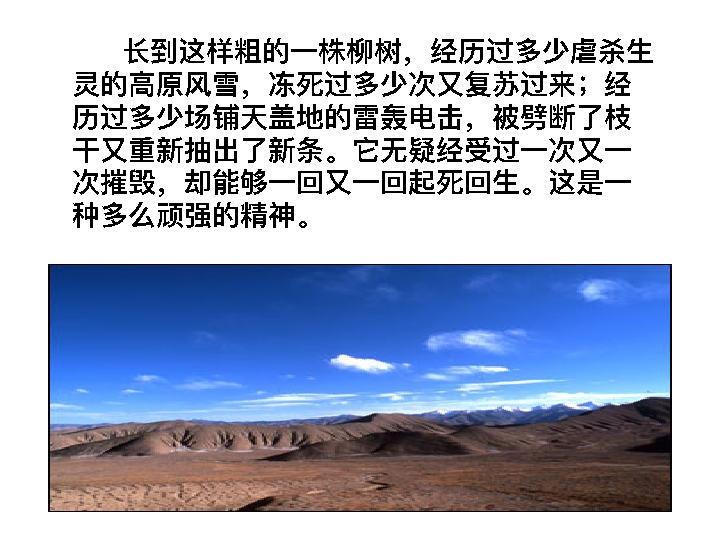 长到这样粗的一株柳树，经历过多少虐杀生
灵的高原风雪，冻死过多少次又复苏过来；经
历过多少场铺天盖地的雷轰电击，被劈断了枝
干又重新抽出了新条。它无疑经受过一次又一
次摧毁，却能够一回又一回起死回生。这是一
种多么顽强的精神。